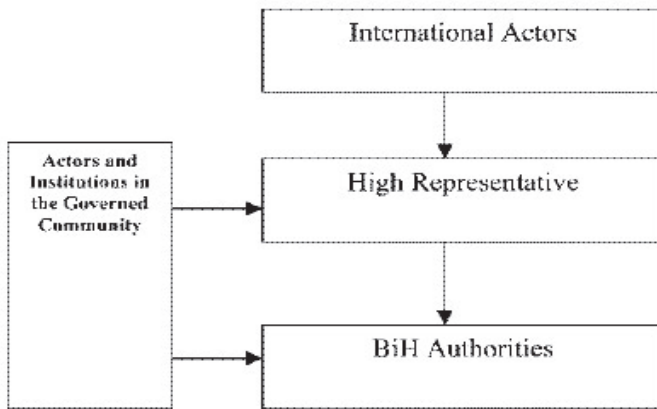 International Actors
Actors and
Institutions in
the Governed
Community
High Representative
BiH Authorities